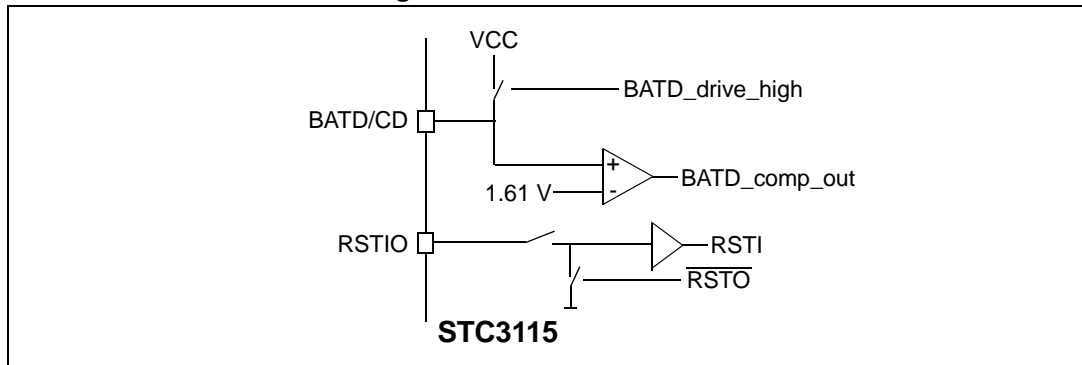 VCC
BATD_drive_high
BATD/CD
+
BATD_comp_out
1.61 V
-
RSTIO
RSTI
RSTO
STC3115